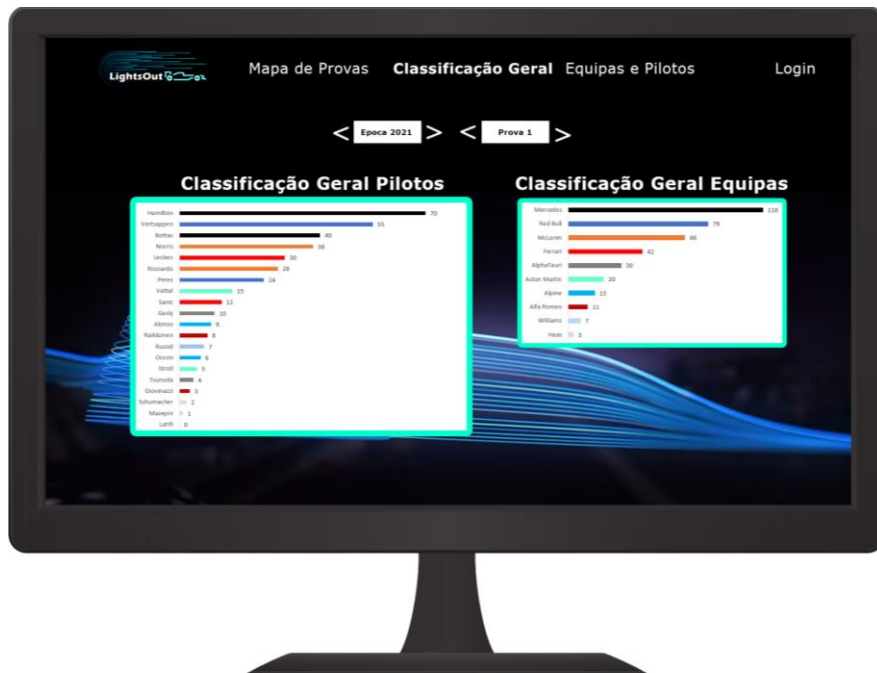 LightsOut
Mapa de Provas Classificação Geral Equipas e Pilotos Login
< Epoca 2021 > < Prova 1 >
Classificação Geral Pilotos
Hamilton 70
Verstappen 55
Bottas 40
Norris 38
Leclerc 30
Ricciardo 28
Perez 24
Vettel 15
Sainz 12
Gasly 10
Alonso 9
Raikkonen 8
Russel 7
Occon 6
Stroll 5
Tsunoda 4
Giovinazzi 3
Schumacher 2
Mazepin 1
Latifi 0
Classificação Geral Equipas
Mercedes 110
Red Bull 79
McLaren 66
Ferrari 42
AlphaTauri 30
Aston Martin 20
Alpine 15
Alfa Romeo 11
Williams 7
Haas 3